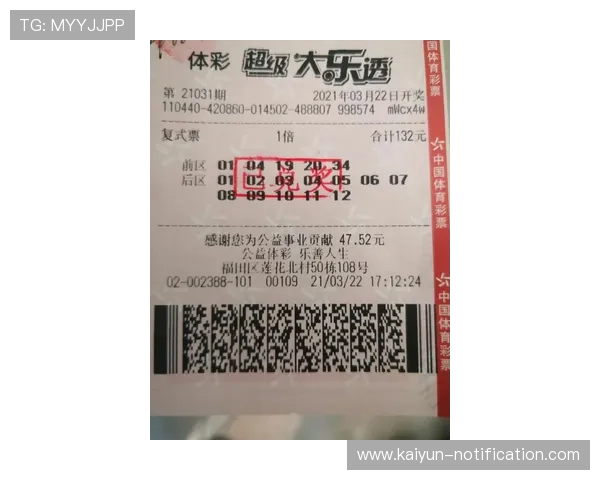 TG: MYYJJPP
体彩 超级 大乐透
第 21031期 2021年03月22日开奖
110440-420860-014502-488807 998574 mWcx4w
复式票 1倍 合计132元
前区 01 04 19 20 34
后区 01 02 03 04 05 06 07
08 09 10 11 12
已兑奖
感谢您为公益事业贡献 47.52元
公益体彩 乐善人生
福田区莲花北村50栋108号
02-002388-101 00109 21/03/22 17:12:24
国体育彩票
中国体育彩票
中国体育彩票
www.kaiyun-notification.com